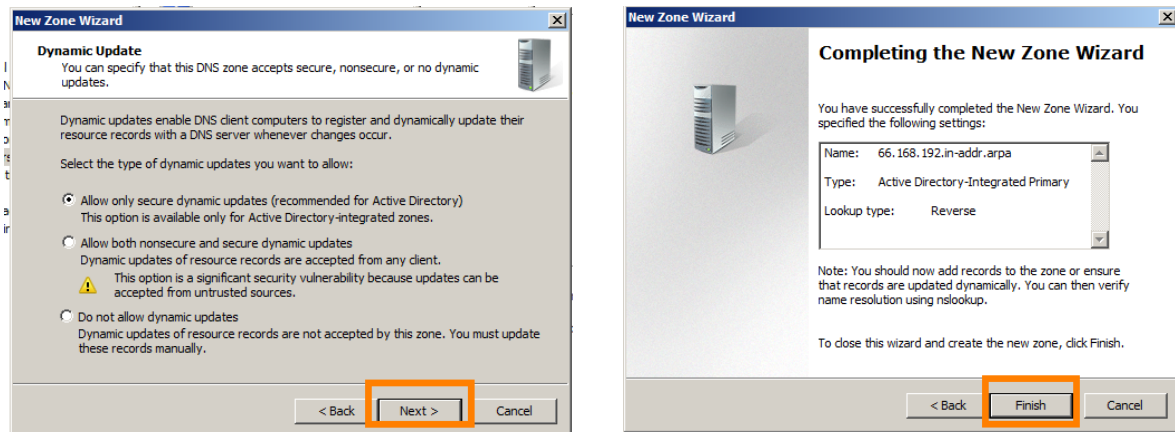 New Zone Wizard
Dynamic Update
You can specify that this DNS zone accepts secure, nonsecure, or no dynamic
updates.
Dynamic updates enable DNS client computers to register and dynamically update their
resource records with a DNS server whenever changes occur.
Select the type of dynamic updates you want to allow:
Allow only secure dynamic updates (recommended for Active Directory)
This option is available only for Active Directory-integrated zones.
Allow both nonsecure and secure dynamic updates
Dynamic updates of resource records are accepted from any client.
This option is a significant security vulnerability because updates can be
accepted from untrusted sources.
Do not allow dynamic updates
Dynamic updates of resource records are not accepted by this zone. You must update
these records manually.
< Back Next > Cancel
New Zone Wizard
Completing the New Zone Wizard
You have successfully completed the New Zone Wizard. You
specified the following settings:
Name: 66.168.192.in-addr.arpa
Type: Active Directory-Integrated Primary
Lookup type: Reverse
Note: You should now add records to the zone or ensure
that records are updated dynamically. You can then verify
name resolution using nslookup.
To close this wizard and create the new zone, click Finish.
< Back Finish Cancel